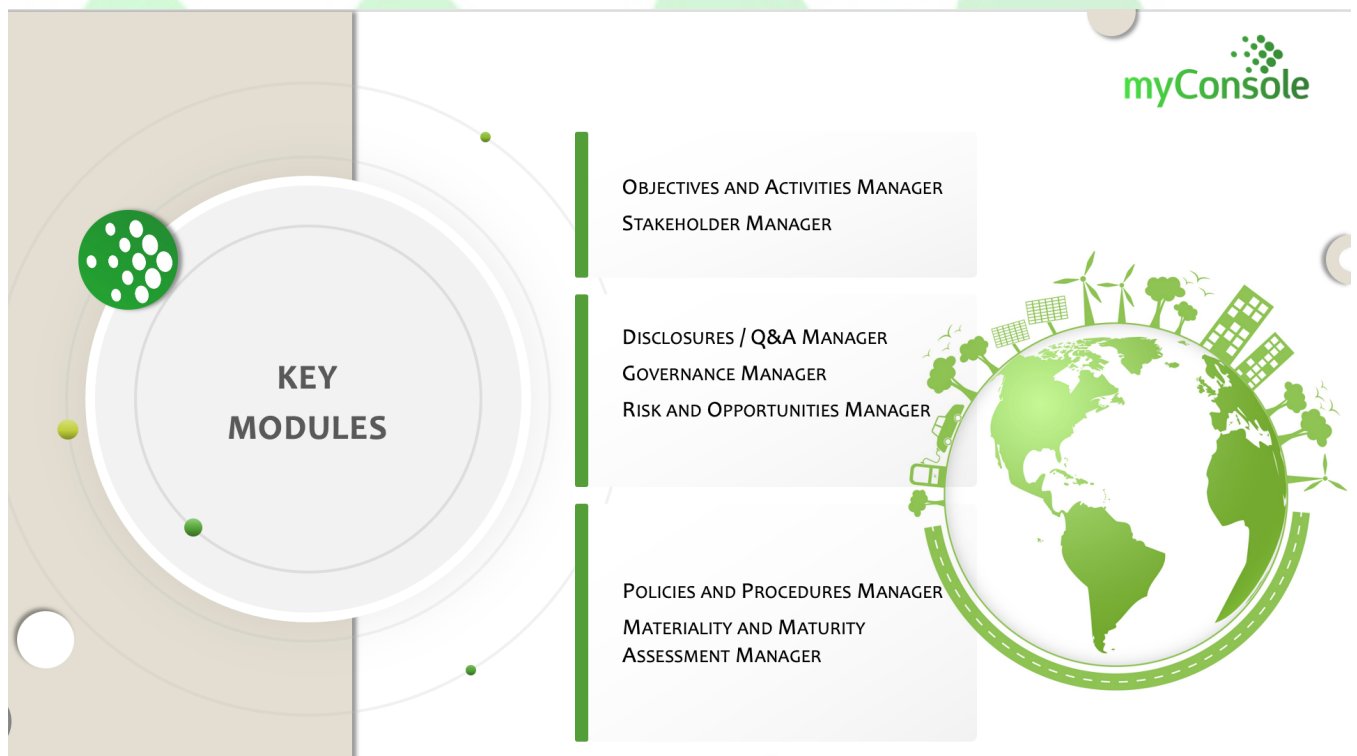 myConsole
KEY
MODULES
Objectives and Activities Manager
Stakeholder Manager
Disclosures / Q&A Manager
Governance Manager
Risk and Opportunities Manager
Policies and Procedures Manager
Materiality and Maturity
Assessment Manager